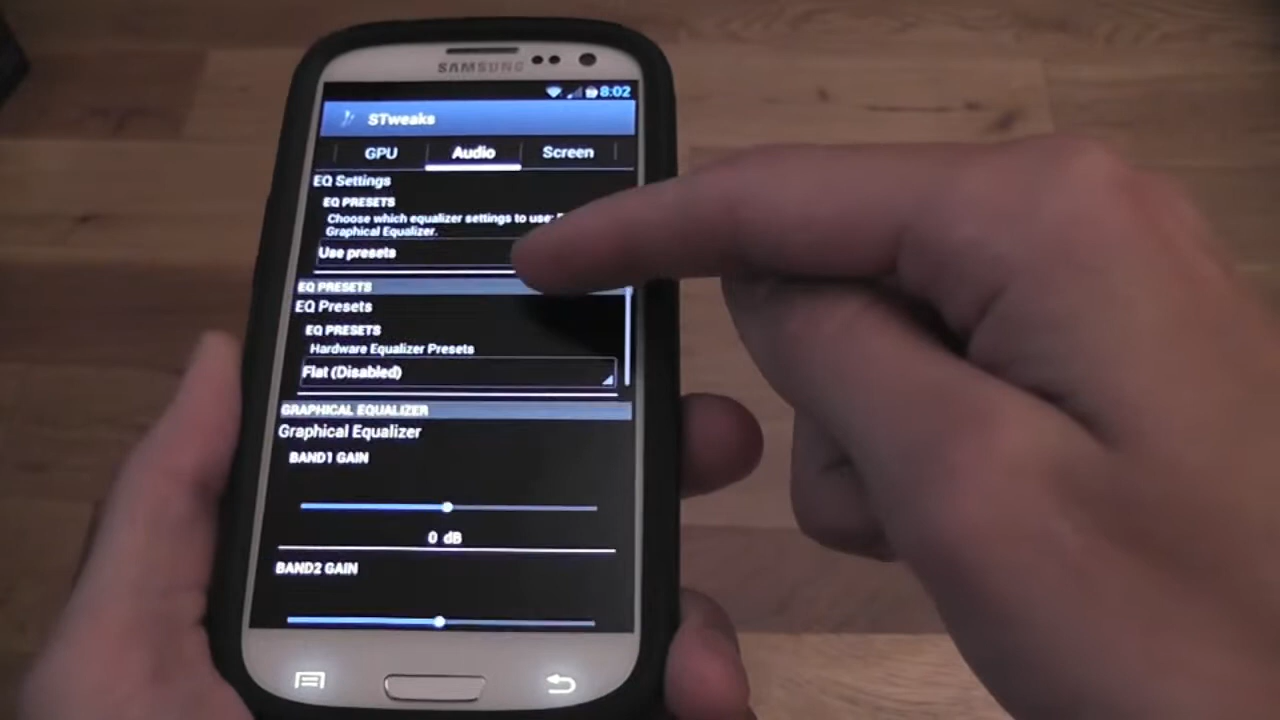 SAMSUNG
8:02
STweaks
GPU Audio Screen
EQ Settings
EQ PRESETS
Choose which equalizer settings to use:
Graphical Equalizer.
Use presets
EQ PRESETS
EQ Presets
EQ PRESETS
Hardware Equalizer Presets
Flat (Disabled)
GRAPHICAL EQUALIZER
Graphical Equalizer
BAND1 GAIN
0 dB
BAND2 GAIN